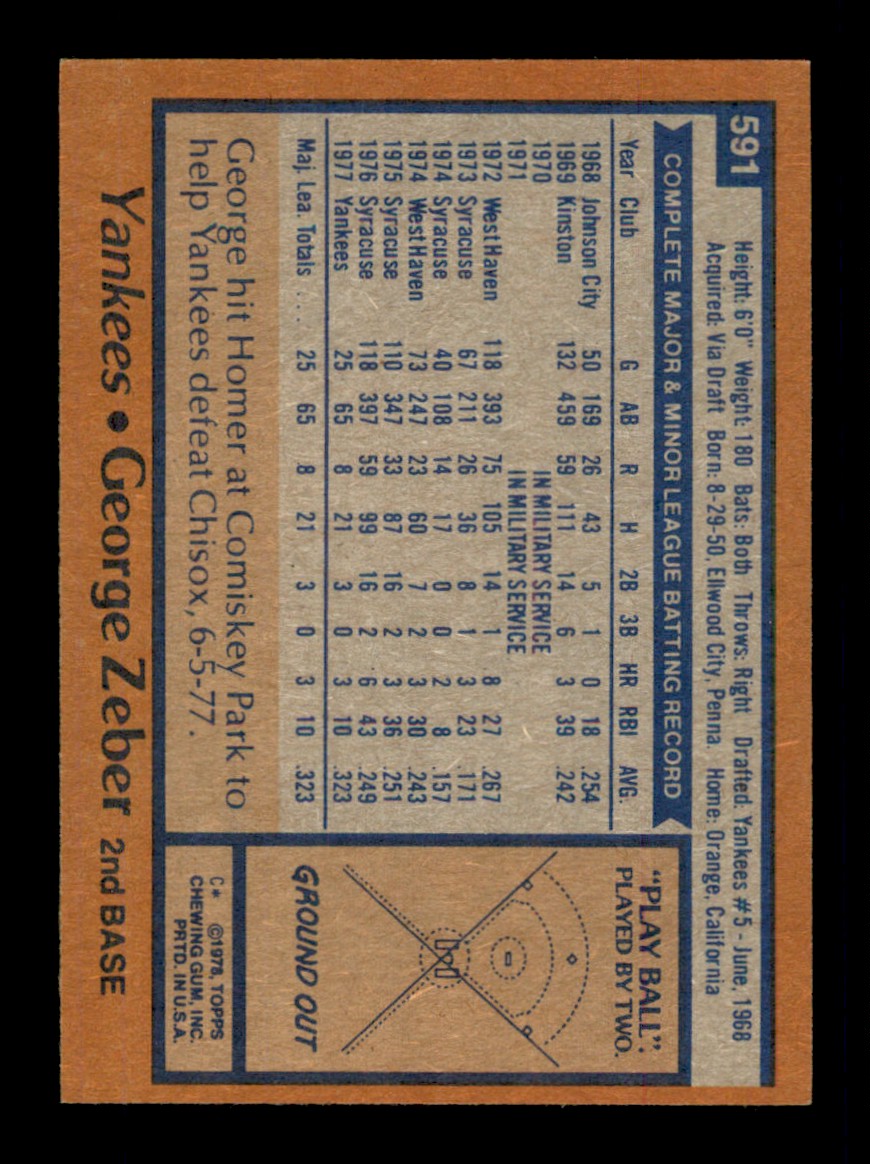 591
Height: 6'0" Weight: 180 Bats: Both Throws: Right Drafted: Yankees #5 - June, 1968
Acquired: Via Draft Born: 8-29-50, Ellwood City, Penna. Home: Orange, California
COMPLETE MAJOR & MINOR LEAGUE BATTING RECORD
Year Club G AB R H 2B 3B HR RBI AVG.
1968 Johnson City 50 169 26 43 5 1 0 18 .254
1969 Kinston 132 459 59 111 14 6 3 39 .242
1970 IN MILITARY SERVICE
1971 IN MILITARY SERVICE
1972 West Haven 118 393 75 105 14 1 8 27 .267
1973 Syracuse 67 211 26 36 8 1 3 23 .171
1974 Syracuse 40 108 14 17 0 0 2 8 .157
1974 West Haven 73 247 23 60 7 2 3 30 .243
1975 Syracuse 110 347 33 87 16 2 3 36 .251
1976 Syracuse 118 397 59 99 16 2 6 43 .249
1977 Yankees 25 65 8 21 3 0 3 10 .323
Maj. Lea. Totals .... 25 65 8 21 3 0 3 10 .323
George hit Homer at Comiskey Park to
help Yankees defeat Chisox, 6-5-77.
"PLAY BALL"
PLAYED BY TWO.
GROUND OUT
C* ©1978, TOPPS
CHEWING GUM, INC.
PRTD. IN U.S.A.
Yankees • George Zeber 2nd BASE